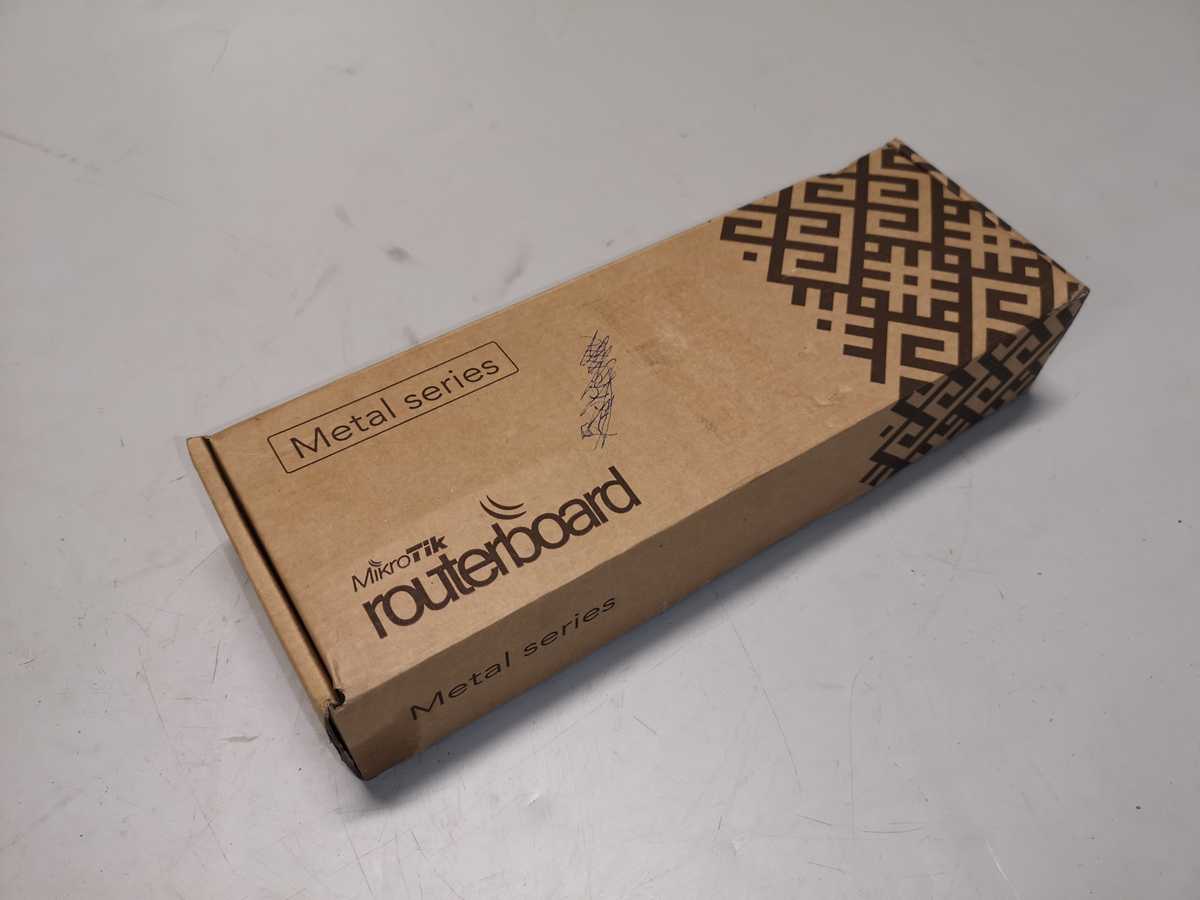 Metal series
MikroTik
routerboard
Metal series